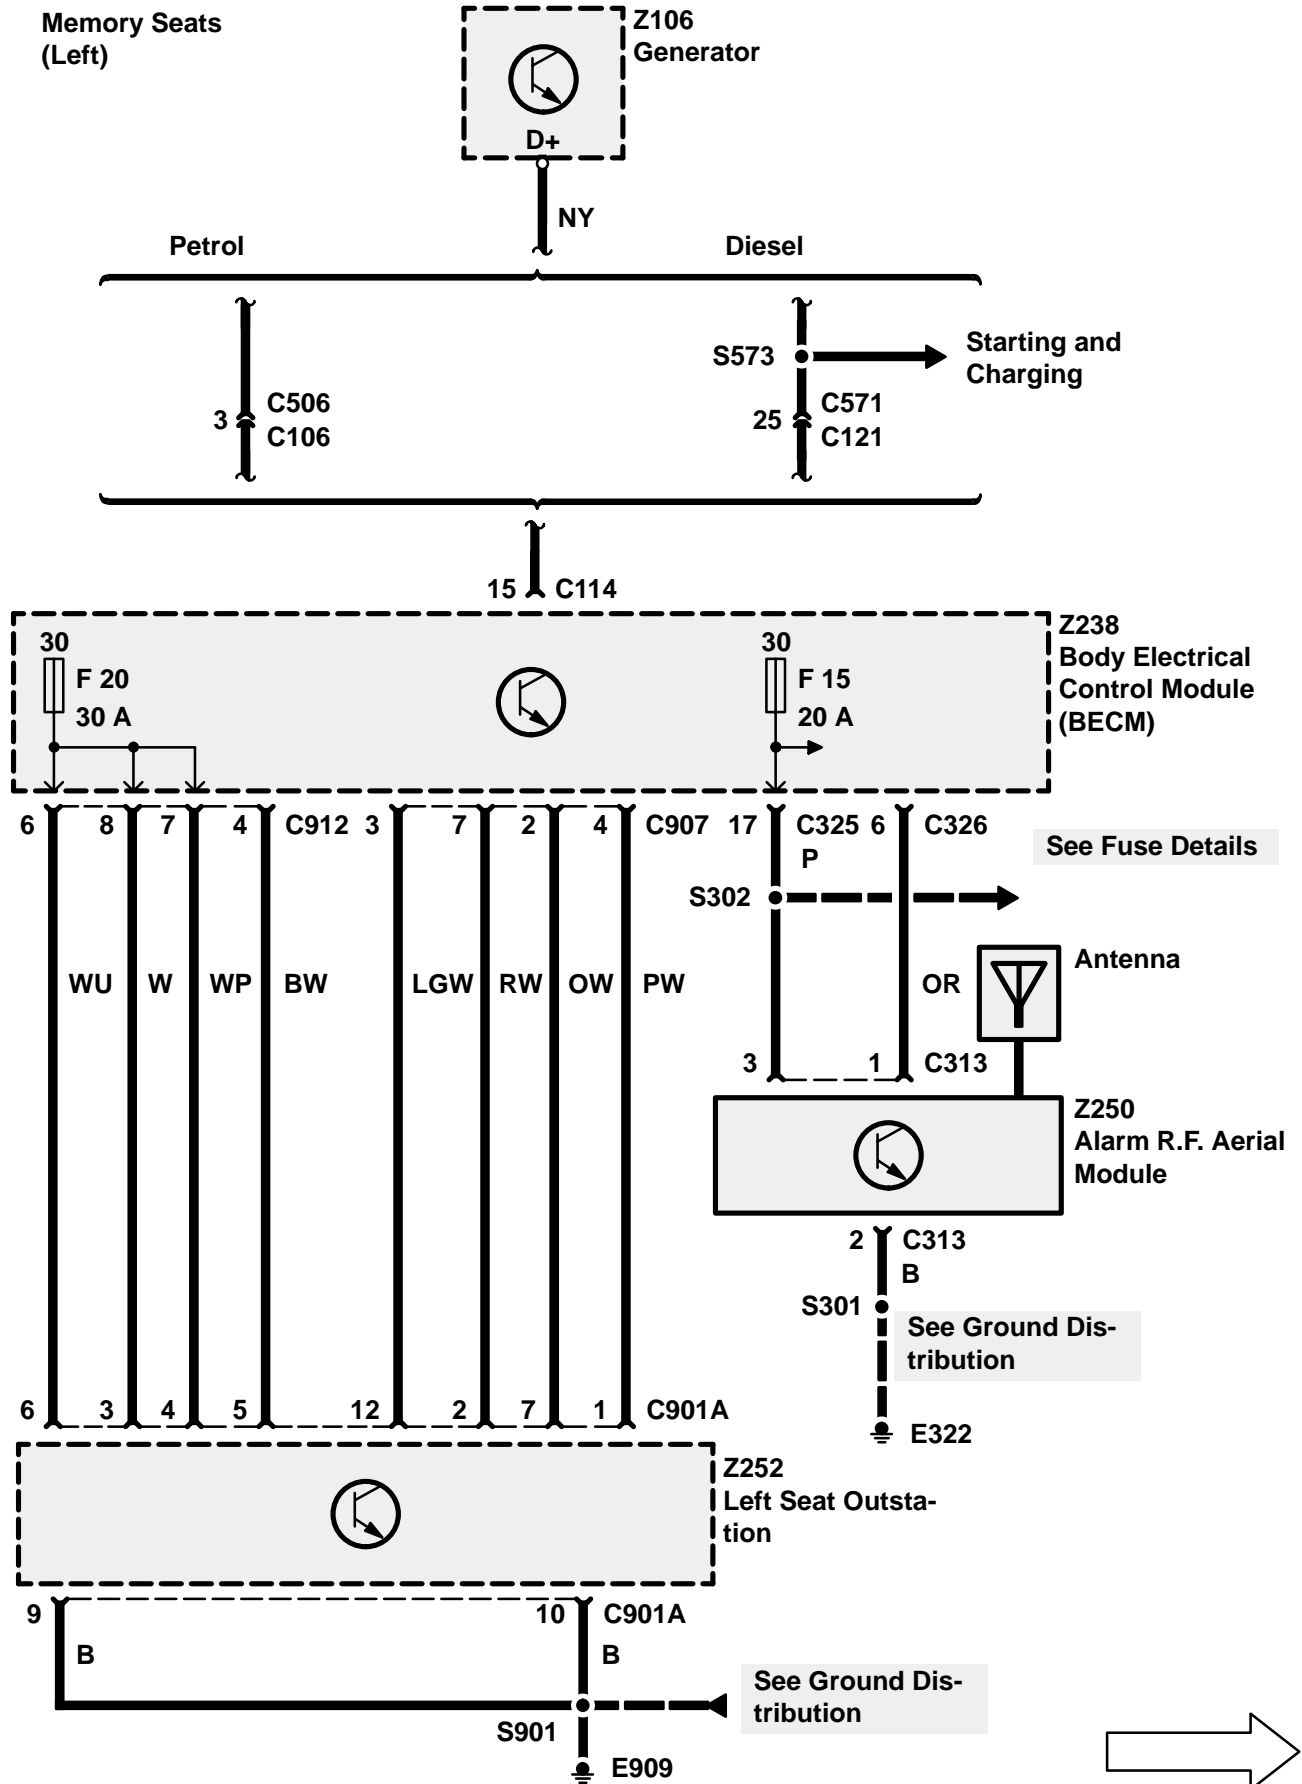 Memory Seats
(Left)
Z106
Generator
D+
NY
Petrol
Diesel
S573
Starting and
Charging
3
C506
C106
25
C571
C121
15 C114
Z238
Body Electrical
Control Module
(BECM)
30
F 20
30 A
30
F 15
20 A
6 8 7 4 C912 3 7 2 4 C907 17 C325 6 C326
P
See Fuse Details
S302
Antenna
WU W WP BW LGW RW OW PW OR
3 1 C313
Z250
Alarm R.F. Aerial
Module
2 C313
B
S301
See Ground Dis-
tribution
E322
6 3 4 5 12 2 7 1 C901A
Z252
Left Seat Outsta-
tion
9 10 C901A
B B
See Ground Dis-
tribution
S901
E909